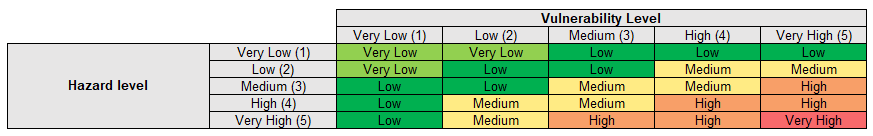 Vulnerability Level
Very Low (1) Low (2) Medium (3) High (4) Very High (5)
Hazard level
Very Low (1) Very Low Very Low Low Low Low
Low (2) Very Low Low Low Medium Medium
Medium (3) Low Low Medium Medium High
High (4) Low Medium Medium High High
Very High (5) Low Medium High High Very High